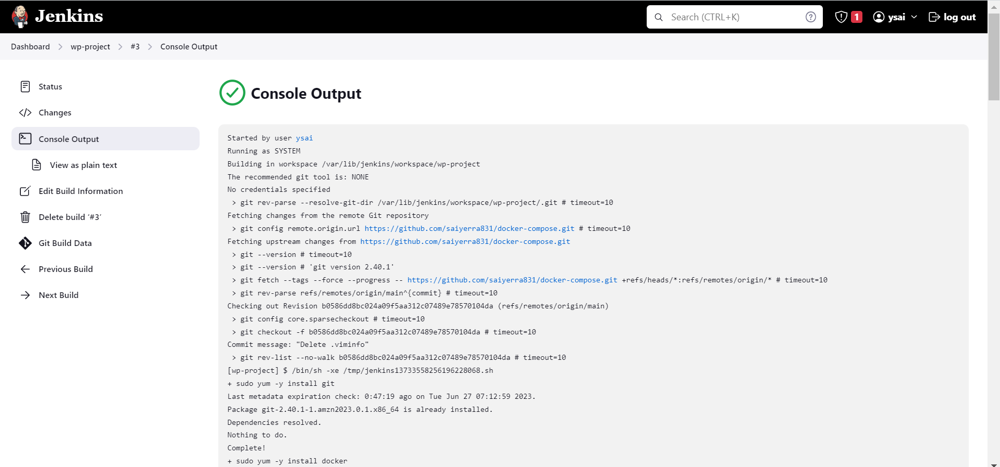 Jenkins
Search (CTRL+K)
1
ysai
log out
Dashboard
wp-project
#3
Console Output
Status
Changes
Console Output
View as plain text
Edit Build Information
Delete build ‘#3’
Git Build Data
Previous Build
Next Build
Console Output
Started by user ysai
Running as SYSTEM
Building in workspace /var/lib/jenkins/workspace/wp-project
The recommended git tool is: NONE
No credentials specified
> git rev-parse --resolve-git-dir /var/lib/jenkins/workspace/wp-project/.git # timeout=10
Fetching changes from the remote Git repository
> git config remote.origin.url https://github.com/saiyerra831/docker-compose.git # timeout=10
Fetching upstream changes from https://github.com/saiyerra831/docker-compose.git
> git --version # timeout=10
> git --version # 'git version 2.40.1'
> git fetch --tags --force --progress -- https://github.com/saiyerra831/docker-compose.git +refs/heads/*:refs/remotes/origin/* # timeout=10
> git rev-parse refs/remotes/origin/main^{commit} # timeout=10
Checking out Revision b0586dd8bc024a09f5aa312c07489e78570104da (refs/remotes/origin/main)
> git config core.sparsecheckout # timeout=10
> git checkout -f b0586dd8bc024a09f5aa312c07489e78570104da # timeout=10
Commit message: "Delete .viminfo"
> git rev-list --no-walk b0586dd8bc024a09f5aa312c07489e78570104da # timeout=10
[wp-project] $ /bin/sh -xe /tmp/jenkins13733558256196228068.sh
+ sudo yum -y install git
Last metadata expiration check: 0:47:19 ago on Tue Jun 27 07:12:59 2023.
Package git-2.40.1-1.amzn2023.0.1.x86_64 is already installed.
Dependencies resolved.
Nothing to do.
Complete!
+ sudo yum -y install docker